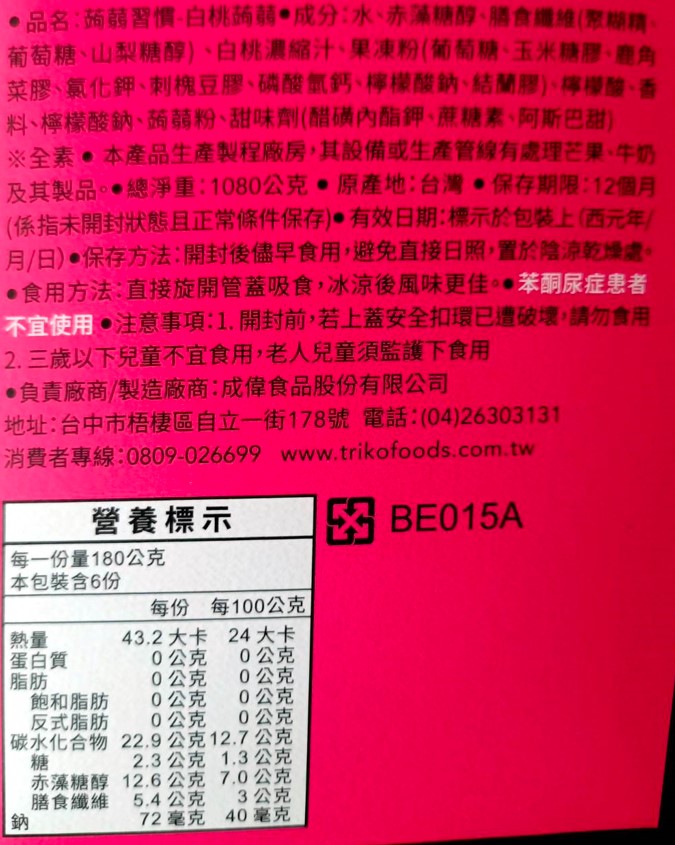 ●品名:蒟蒻習慣-白桃蒟蒻●成分:水、赤藻糖醇、膳食纖維(聚糊精、
葡萄糖、山梨糖醇)、白桃濃縮汁、果凍粉(葡萄糖、玉米糖膠、鹿角
菜膠、氯化鉀、刺槐豆膠、磷酸氫鈣、檸檬酸鈉、結蘭膠)、檸檬酸、香
料、檸檬酸鈉、蒟蒻粉、甜味劑(醋磺內酯鉀、蔗糖素、阿斯巴甜)
※全素●本產品生產製程廠房,其設備或生產管線有處理芒果、牛奶
及其製品。●總淨重:1080公克●原產地:台灣●保存期限:12個月
(係指未開封狀態且正常條件保存)●有效日期:標示於包裝上(西元年/
月/日)●保存方法:開封後儘早食用,避免直接日照,置於陰涼乾燥處。
●食用方法:直接旋開管蓋吸食,冰涼後風味更佳。●苯酮尿症患者
不宜使用●注意事項:1.開封前,若上蓋安全扣環已遭破壞,請勿食用
2.三歲以下兒童不宜食用,老人兒童須監護下食用
●負責廠商/製造廠商:成偉食品股份有限公司
地址:台中市梧棲區自立一街178號 電話:(04)26303131
消費者專線:0809-026699 www.trikofoods.com.tw
營養標示
BE015A
每一份量180公克
本包裝含6份
每份 每100公克
熱量 43.2大卡 24大卡
蛋白質 0公克 0公克
脂肪 0公克 0公克
飽和脂肪 0公克 0公克
反式脂肪 0公克 0公克
碳水化合物 22.9公克 12.7公克
糖 2.3公克 1.3公克
赤藻糖醇 12.6公克 7.0公克
膳食纖維 5.4公克 3公克
鈉 72毫克 40毫克